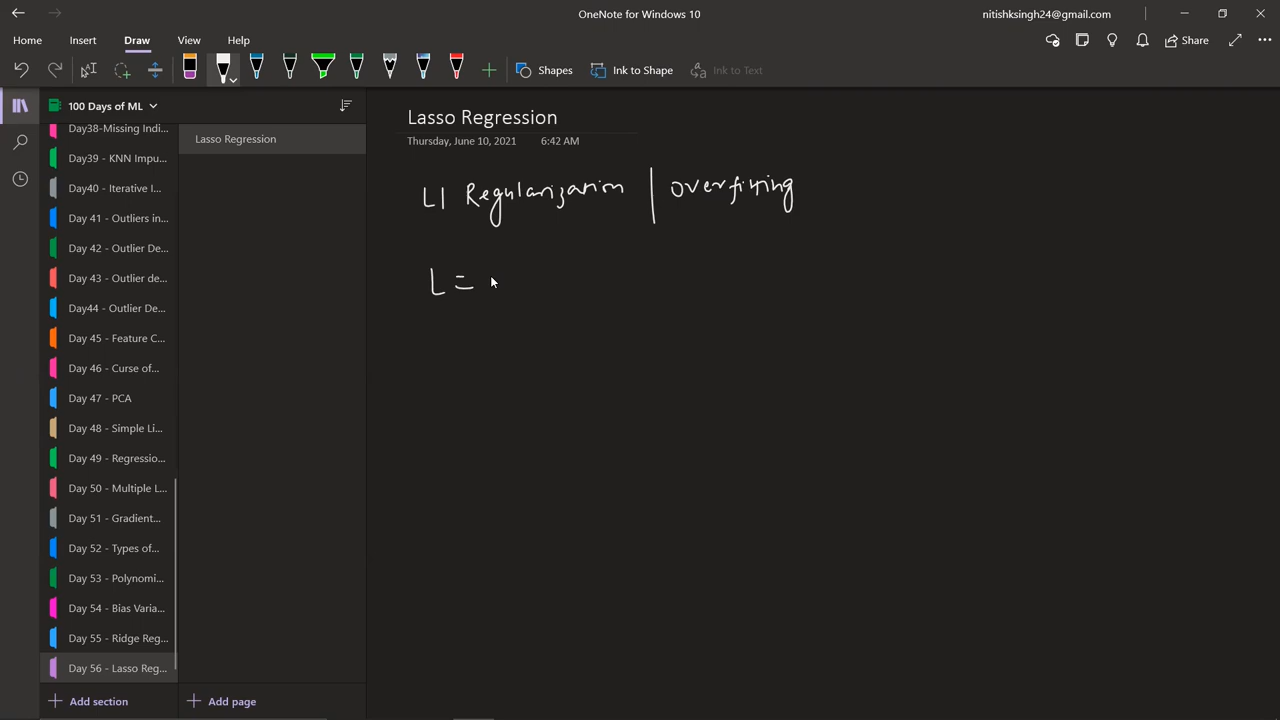 OneNote for Windows 10
nitishksingh24@gmail.com
Home
Insert
Draw
View
Help
Share
Shapes
Ink to Shape
Ink to Text
100 Days of ML
Day38-Missing Indi...
Day39 - KNN Impu...
Day40 - Iterative I...
Day 41 - Outliers in...
Day 42 - Outlier De...
Day 43 - Outlier de...
Day44 - Outlier De...
Day 45 - Feature C...
Day 46 - Curse of...
Day 47 - PCA
Day 48 - Simple Li...
Day 49 - Regressio...
Day 50 - Multiple L...
Day 51 - Gradient...
Day 52 - Types of...
Day 53 - Polynomi...
Day 54 - Bias Varia...
Day 55 - Ridge Reg...
Day 56 - Lasso Reg...
Add section
Lasso Regression
Add page
Lasso Regression
Thursday, June 10, 2021 6:42 AM
L1 Regularization | Overfitting
L =